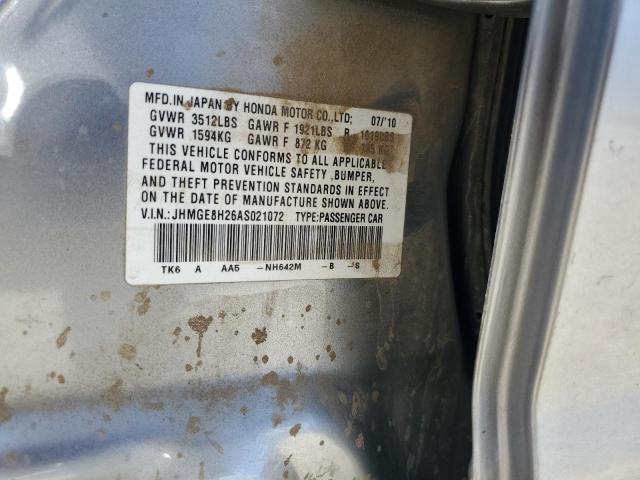 MFD.IN JAPAN BY HONDA MOTOR CO.,LTD; 07/'10
GVWR 3512LBS GAWR F 1921LBS R 1619LBS
GVWR 1594KG GAWR F 872 KG KG
THIS VEHICLE CONFORMS TO ALL APPLICABLE
FEDERAL MOTOR VEHICLE SAFETY ,BUMPER,
AND THEFT PREVENTION STANDARDS IN EFFECT
ON THE DATE OF MANUFACTURE SHOWN ABOVE.
V.I.N.:JHMGE8H26AS021072 TYPE:PASSENGER CAR
TK6 A AA5 -NH642M -B -S